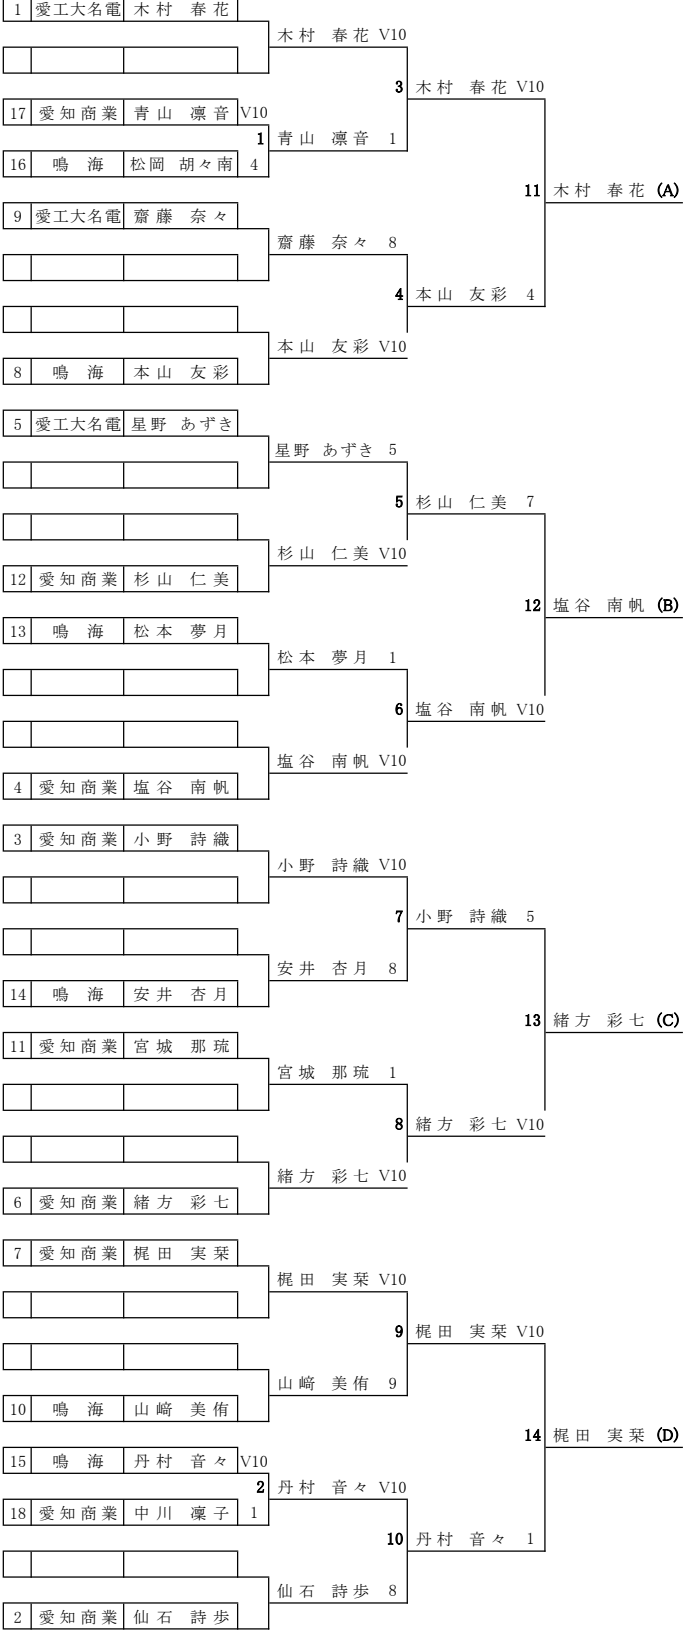 1 愛工大名電 木村 春花
木村 春花 V10
3 木村 春花 V10
17 愛知商業 青山 凛音 V10
1 青山 凛音 1
16 鳴海 松岡 胡々南 4
11 木村 春花 (A)
9 愛工大名電 齋藤 奈々
齋藤 奈々 8
4 本山 友彩 4
本山 友彩 V10
8 鳴海 本山 友彩
5 愛工大名電 星野 あずき
星野 あずき 5
5 杉山 仁美 7
杉山 仁美 V10
12 愛知商業 杉山 仁美
12 塩谷 南帆 (B)
13 鳴海 松本 夢月
松本 夢月 1
6 塩谷 南帆 V10
塩谷 南帆 V10
4 愛知商業 塩谷 南帆
3 愛知商業 小野 詩織
小野 詩織 V10
7 小野 詩織 5
安井 杏月 8
14 鳴海 安井 杏月
13 緒方 彩七 (C)
11 愛知商業 宮城 那琉
宮城 那琉 1
8 緒方 彩七 V10
緒方 彩七 V10
6 愛知商業 緒方 彩七
7 愛知商業 梶田 実栞
梶田 実栞 V10
9 梶田 実栞 V10
山﨑 美侑 9
10 鳴海 山﨑 美侑
14 梶田 実栞 (D)
15 鳴海 丹村 音々 V10
2 丹村 音々 V10
18 愛知商業 中川 凜子 1
10 丹村 音々 1
仙石 詩歩 8
2 愛知商業 仙石 詩歩